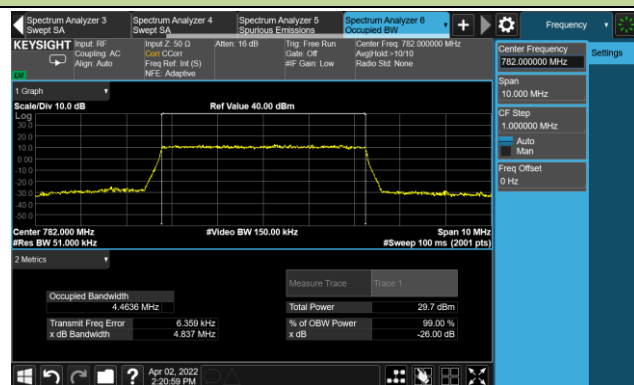 Spectrum Analyzer 3
Swept SA
Spectrum Analyzer 4
Swept SA
Spectrum Analyzer 5
Spurious Emissions
Spectrum Analyzer 6
Occupied BW
Frequency
KEYSIGHT
Input: RF
Coupling: AC
Align: Auto
Input Z: 50 Ω
Corr CCorr
Freq Ref: Int (S)
NFE: Adaptive
Atten: 16 dB
Trig: Free Run
Gate: Off
#IF Gain: Low
Center Freq: 782.000000 MHz
Avg|Hold:>10/10
Radio Std: None
Center Frequency
782.000000 MHz
Settings
Span
10.000 MHz
CF Step
1.000000 MHz
Auto
Man
Freq Offset
0 Hz
1 Graph
Scale/Div 10.0 dB
Ref Value 40.00 dBm
Log
30.0
20.0
10.0
0.00
-10.0
-20.0
-30.0
-40.0
-50.0
Center 782.000 MHz
#Video BW 150.00 kHz
Span 10 MHz
#Res BW 51.000 kHz
#Sweep 100 ms (2001 pts)
2 Metrics
Measure Trace
Trace 1
Occupied Bandwidth
4.4636 MHz
Total Power
29.7 dBm
Transmit Freq Error
6.359 kHz
% of OBW Power
99.00 %
x dB Bandwidth
4.837 MHz
x dB
-26.00 dB
Apr 02, 2022
2:20:59 PM